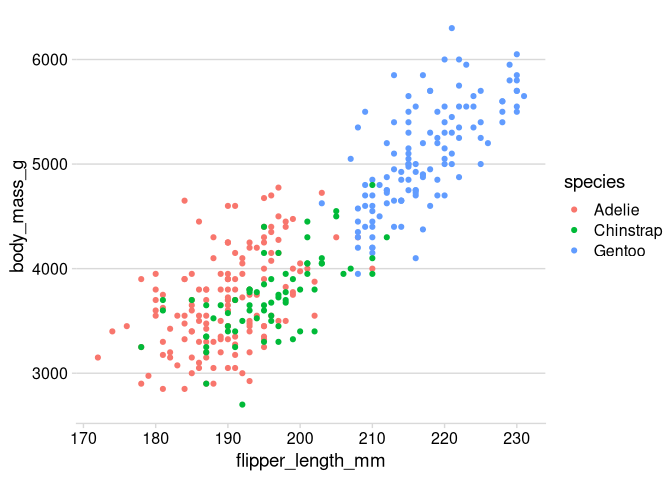 6000
5000
4000
3000
body_mass_g
170 180 190 200 210 220 230
flipper_length_mm
species
Adelie
Chinstrap
Gentoo